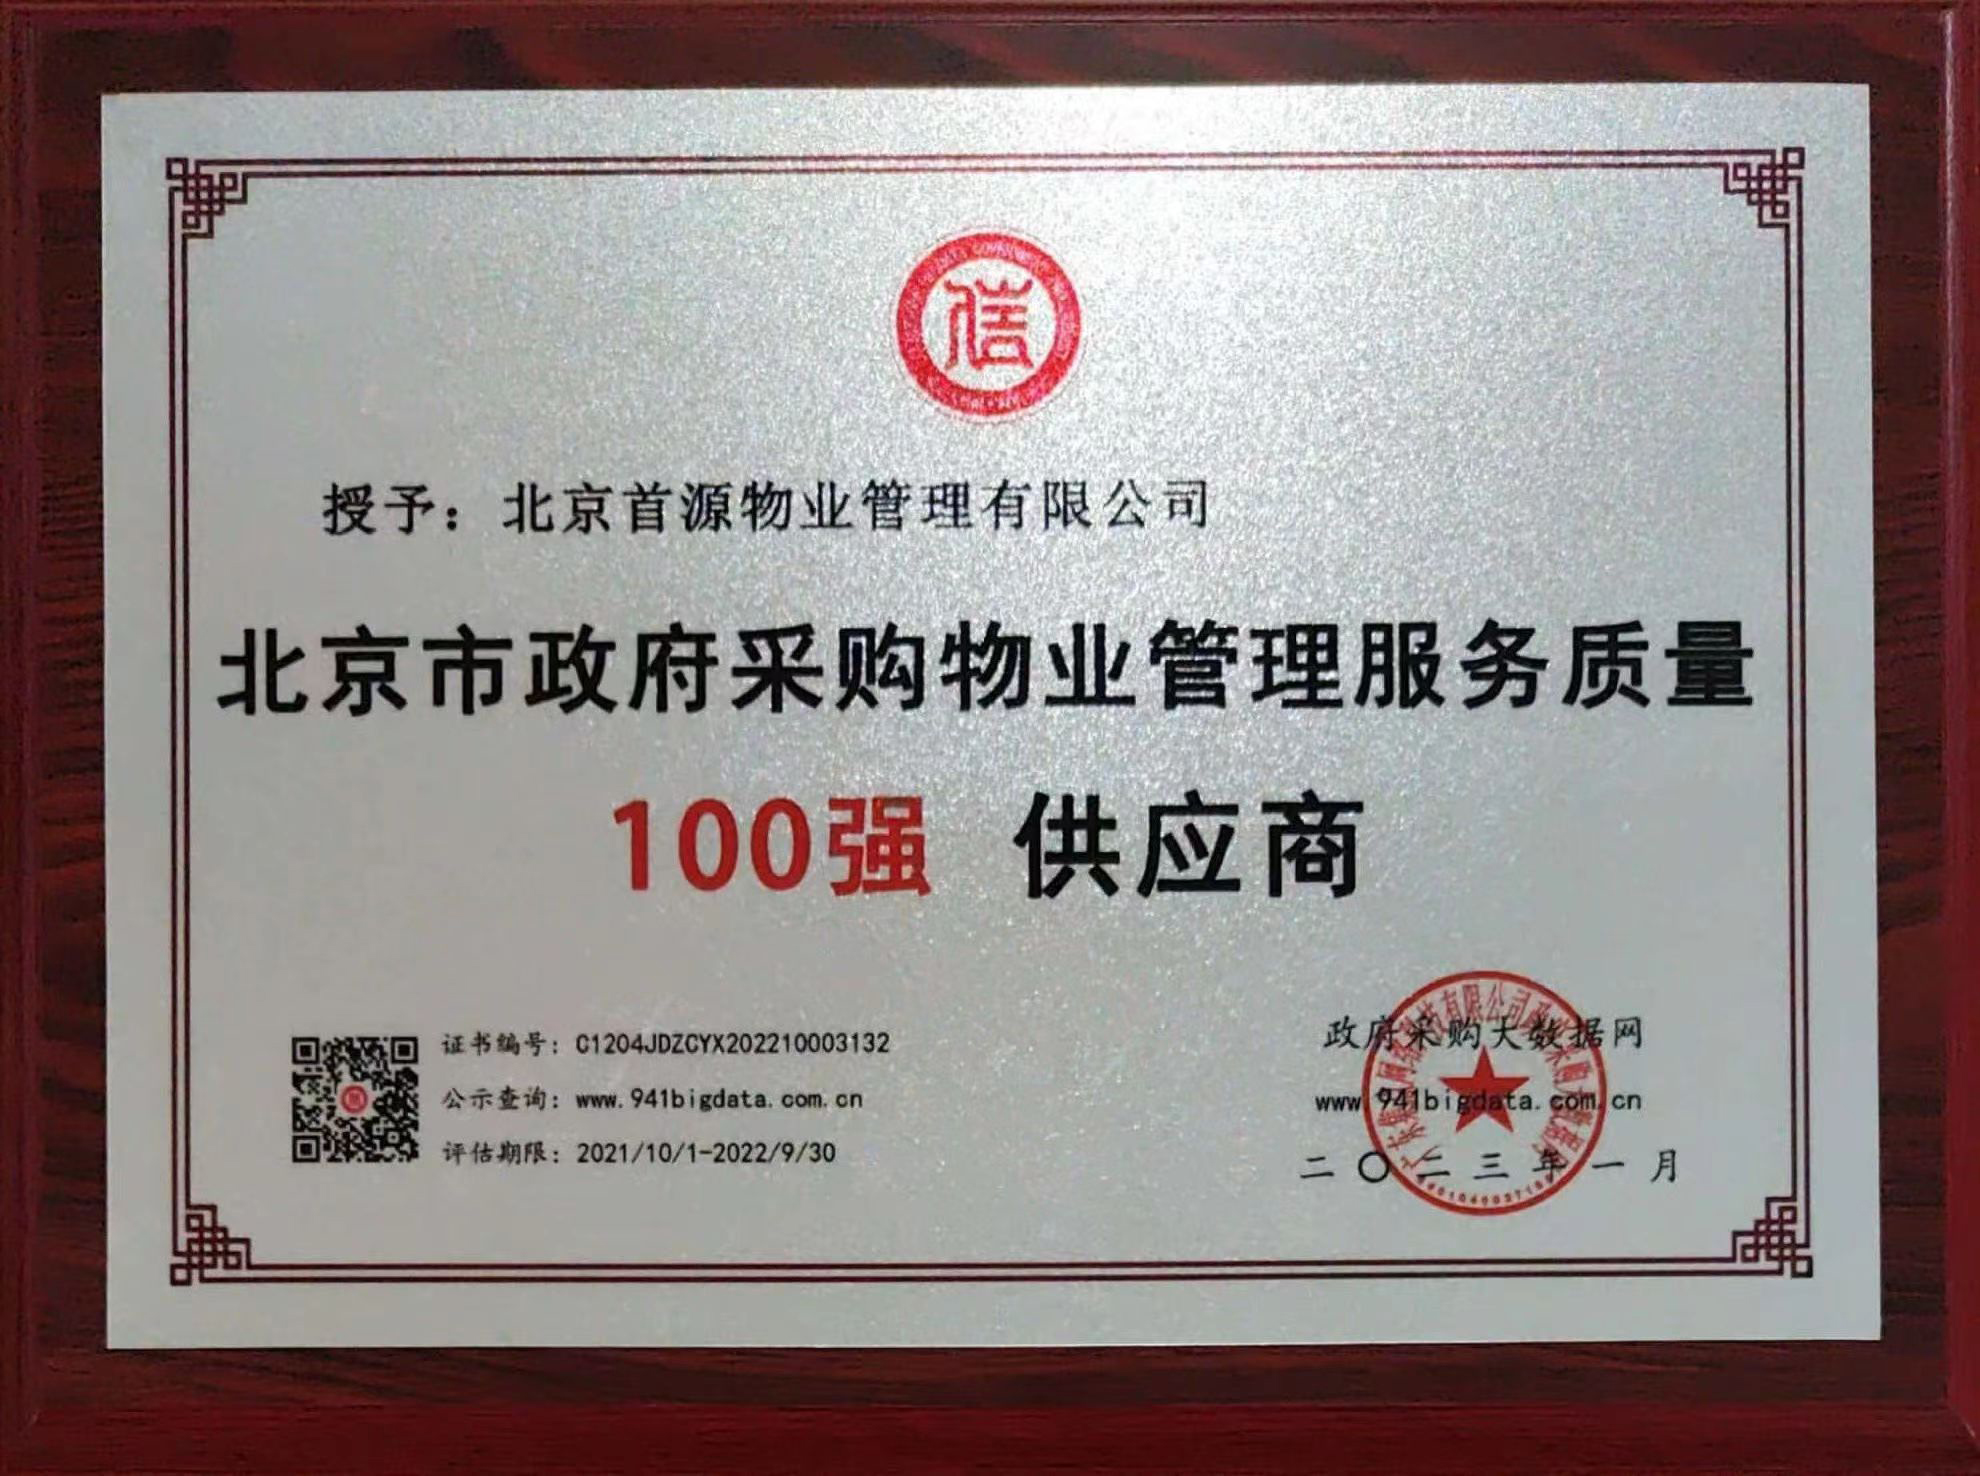 信
授予：北京首源物业管理有限公司
北京市政府采购物业管理服务质量
100强 供应商
证书编号：C1204JDZCYX202210003132
公示查询：www.941bigdata.com.cn
评估期限：2021/10/1-2022/9/30
政府采购大数据网
www.941bigdata.com.cn
二〇二三年一月